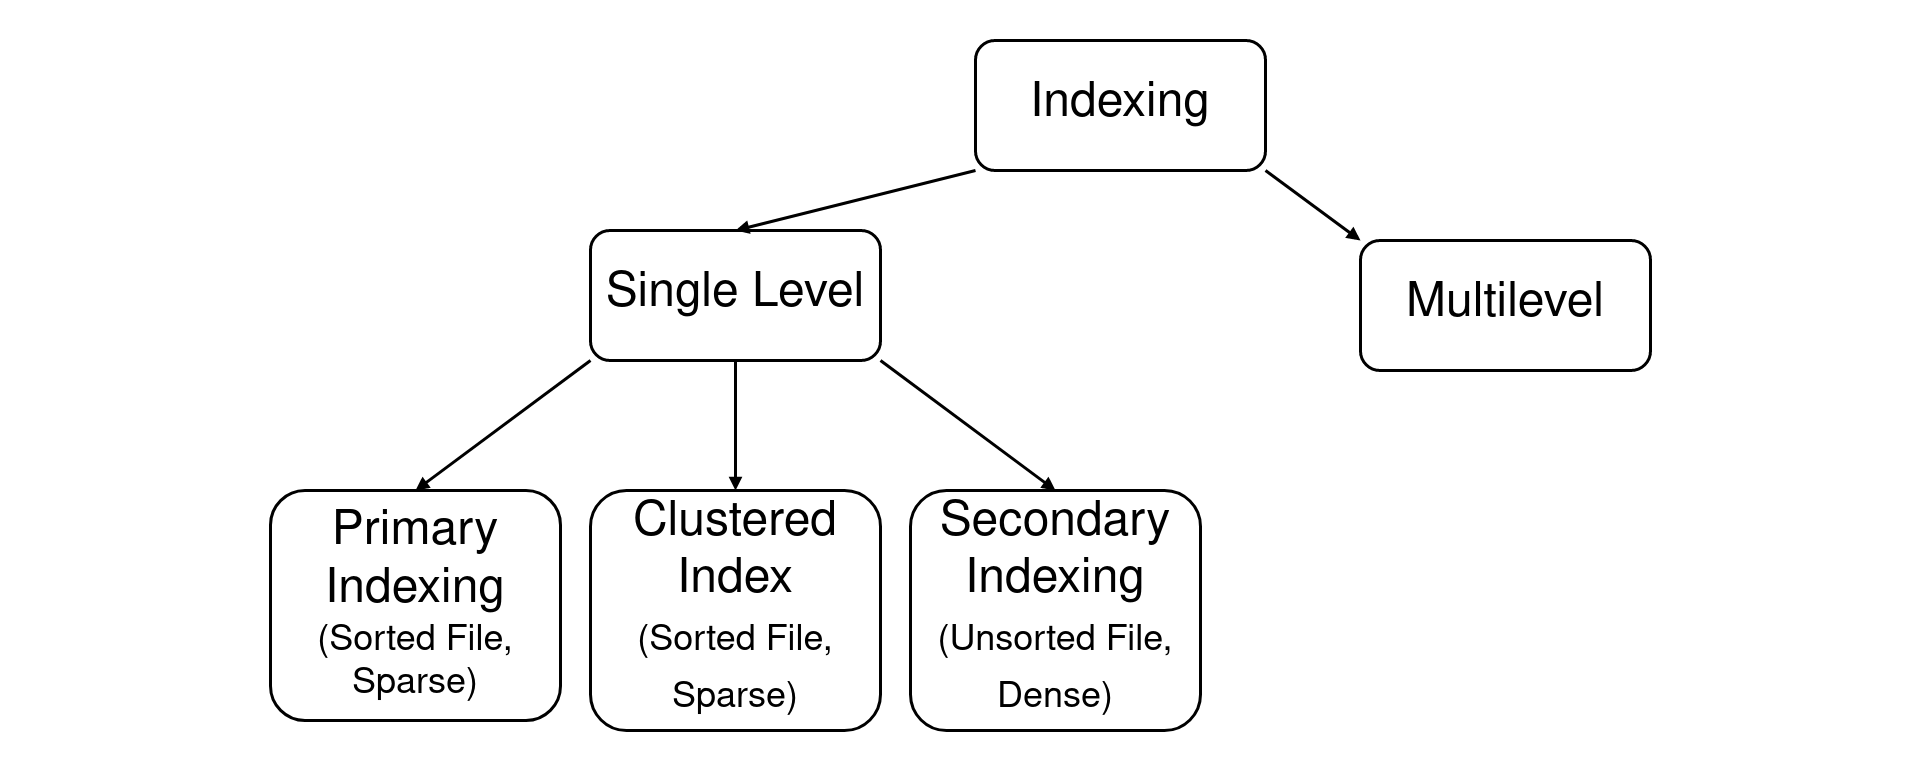 Indexing
Single Level
Multilevel
Primary
Indexing
(Sorted File,
Sparse)
Clustered
Index
(Sorted File,
Sparse)
Secondary
Indexing
(Unsorted File,
Dense)